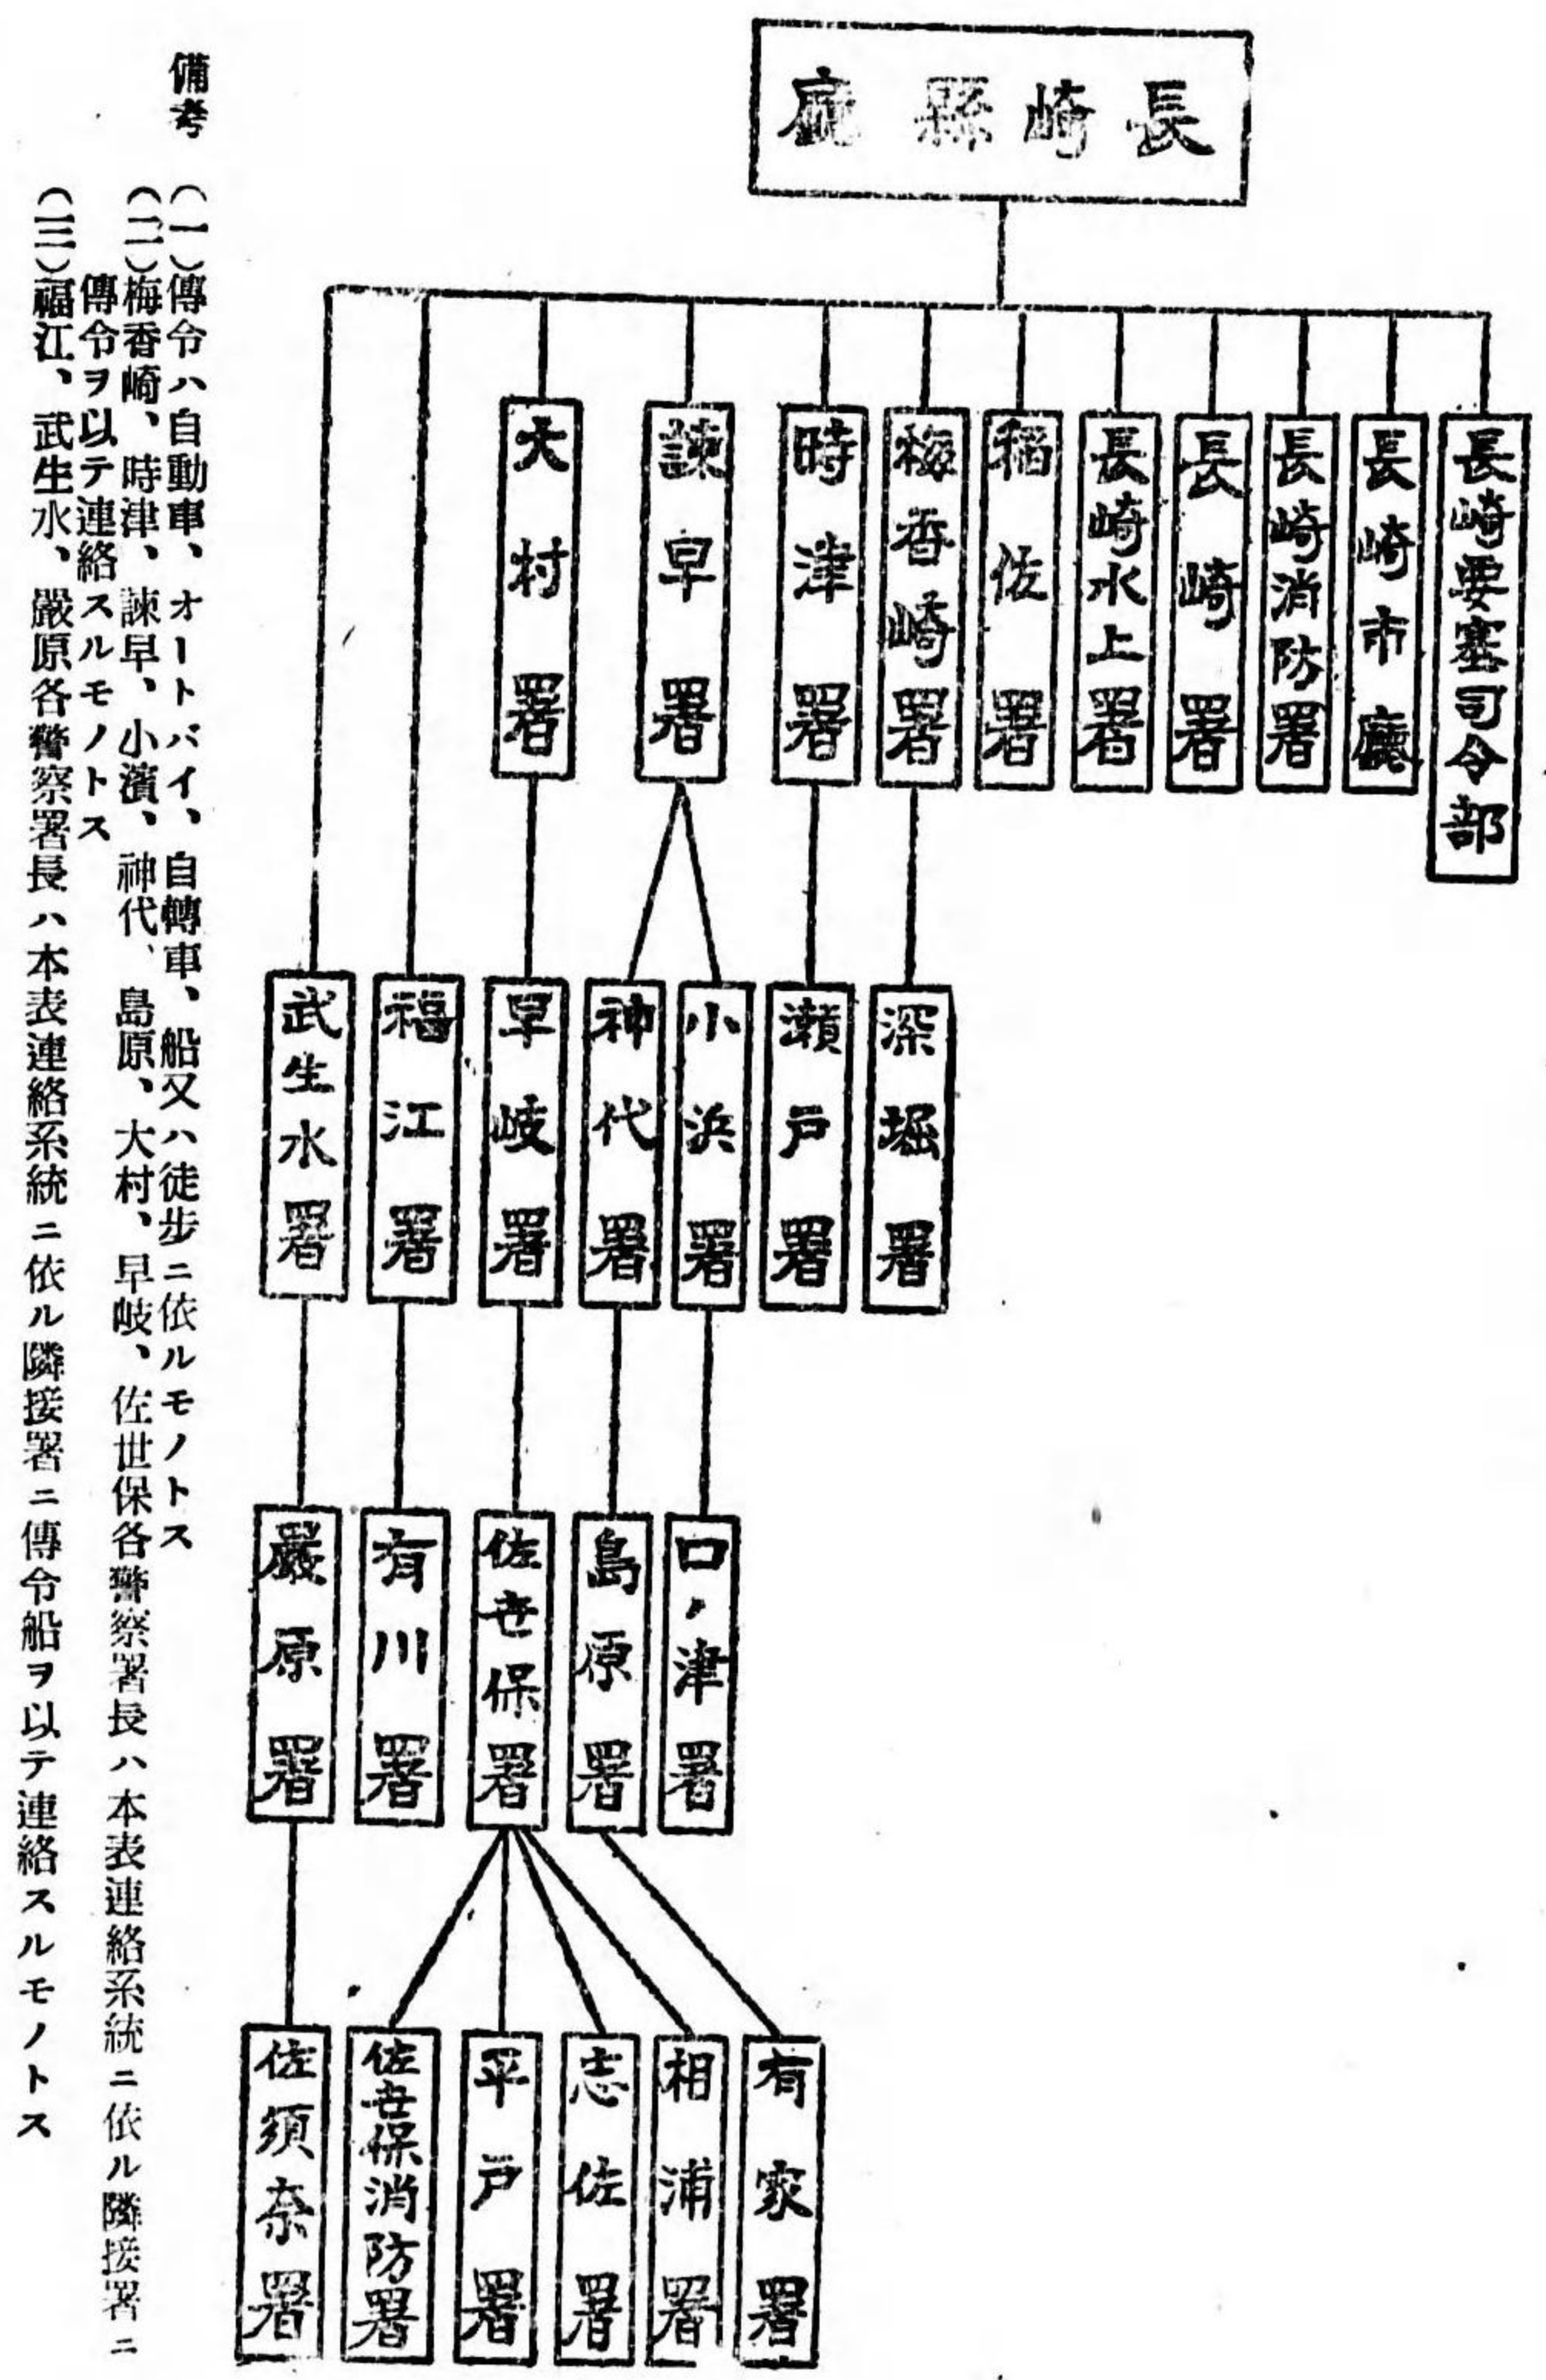 長崎縣廳
長崎要塞司令部
長崎市廳
長崎消防署
長崎署
長崎水上署
稲佐署
梅香崎署
時津署
諫早署
大村署
深堀署
瀬戸署
小浜署
神代署
早岐署
福江署
武生水署
口ノ津署
島原署
佐世保署
有川署
嚴原署
有家署
相浦署
志佐署
平戸署
佐世保消防署
佐須奈署
備考
(一)傳令ハ自動車、オートバイ、自轉車、船又ハ徒歩ニ依ルモノトス
(二)梅香崎、時津、諫早、小濱、神代、島原、大村、早岐、佐世保各警察署長ハ本表連絡系統ニ依ル隣接署ニ
傳令ヲ以テ連絡スルモノトス
(三)福江、武生水、嚴原各警察署長ハ本表連絡系統ニ依ル隣接署ニ傳令船ヲ以テ連絡スルモノトス